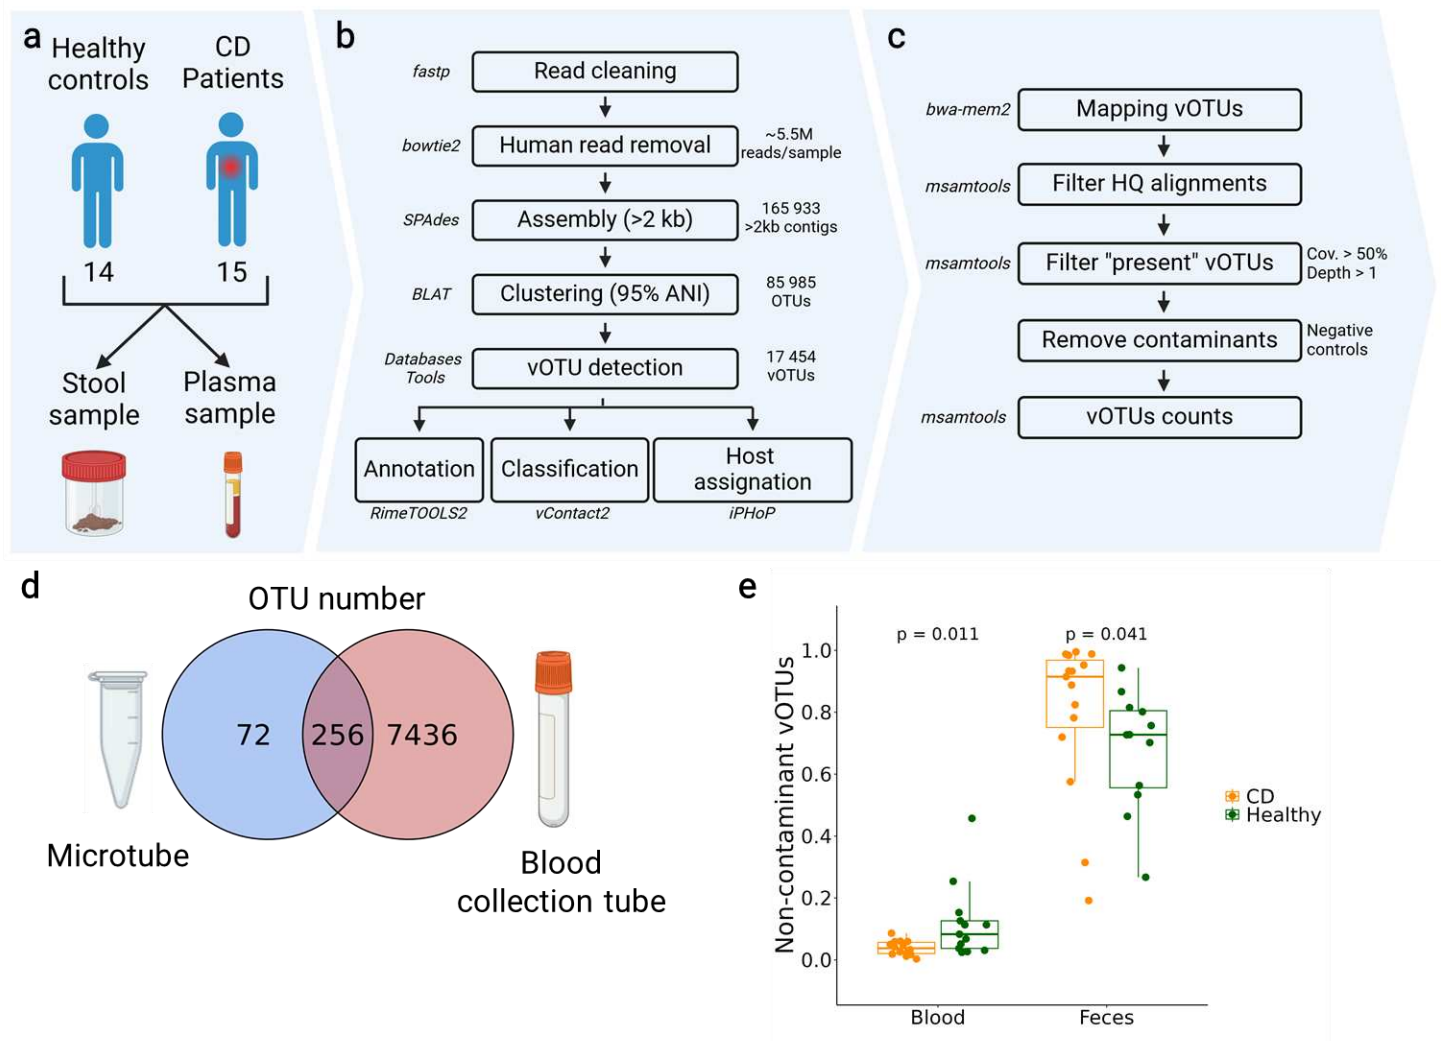 a
Healthy
controls
CD
Patients
14
15
Stool
sample
Plasma
sample
b
fastp
Read cleaning
bowtie2
Human read removal
~5.5M
reads/sample
SPAdes
Assembly (>2 kb)
165 933
>2kb contigs
BLAT
Clustering (95% ANI)
85 985
OTUs
Databases
Tools
vOTU detection
17 454
vOTUs
Annotation
Classification
Host
assignation
RimeTOOLS2
vContact2
iPHoP
c
bwa-mem2
Mapping vOTUs
msamtools
Filter HQ alignments
msamtools
Filter "present" vOTUs
Cov. > 50%
Depth > 1
Remove contaminants
Negative
controls
msamtools
vOTUs counts
d
OTU number
72
256
7436
Microtube
Blood
collection tube
e
p = 0.011
p = 0.041
Non-contaminant vOTUs
1.0
0.8
0.6
0.4
0.2
0.0
Blood
Feces
CD
Healthy